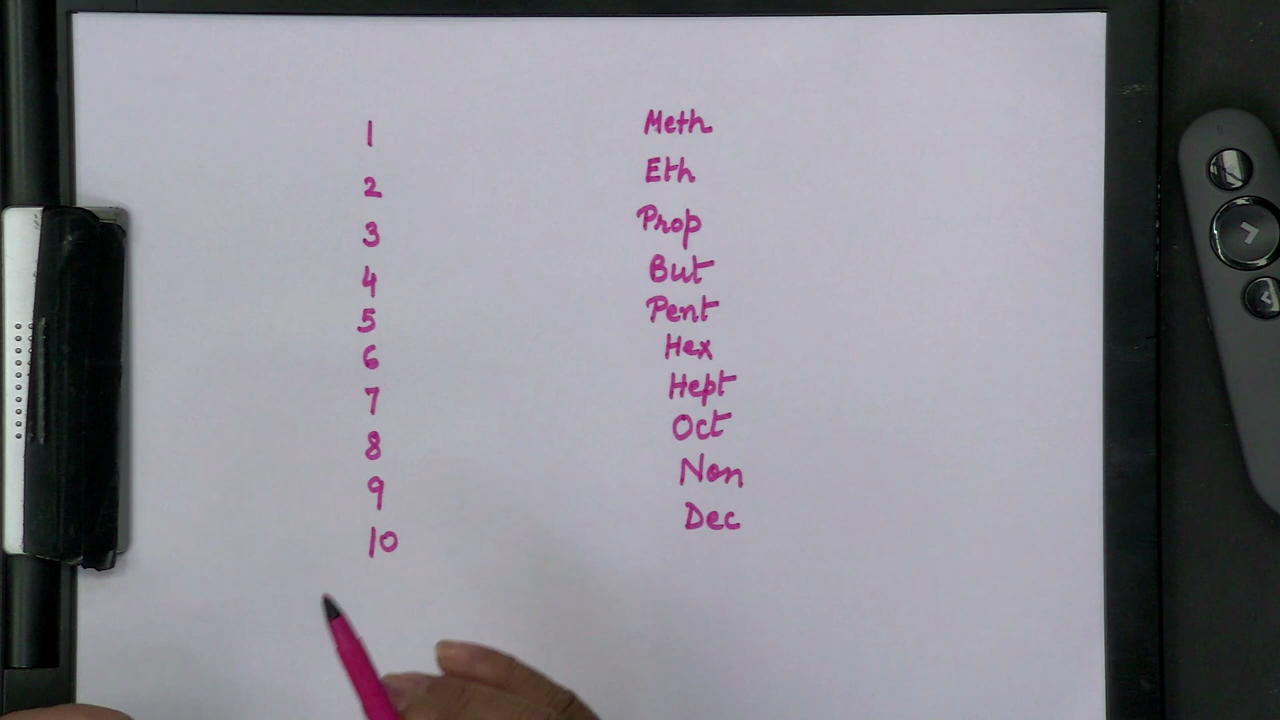 1 Meth
2 Eth
3 Prop
4 But
5 Pent
6 Hex
7 Hept
8 Oct
9 Non
10 Dec